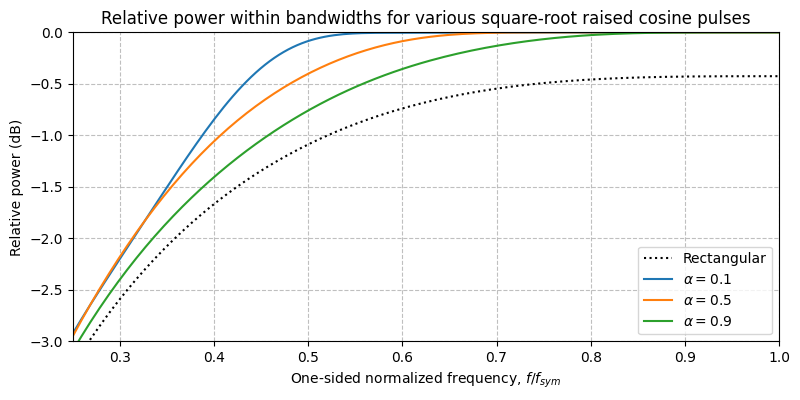 Relative power within bandwidths for various square-root raised cosine pulses
0.0
−0.5
−1.0
−1.5
−2.0
−2.5
−3.0
Relative power (dB)
Rectangular
α = 0.1
α = 0.5
α = 0.9
0.3 0.4 0.5 0.6 0.7 0.8 0.9 1.0
One-sided normalized frequency, f/fsym